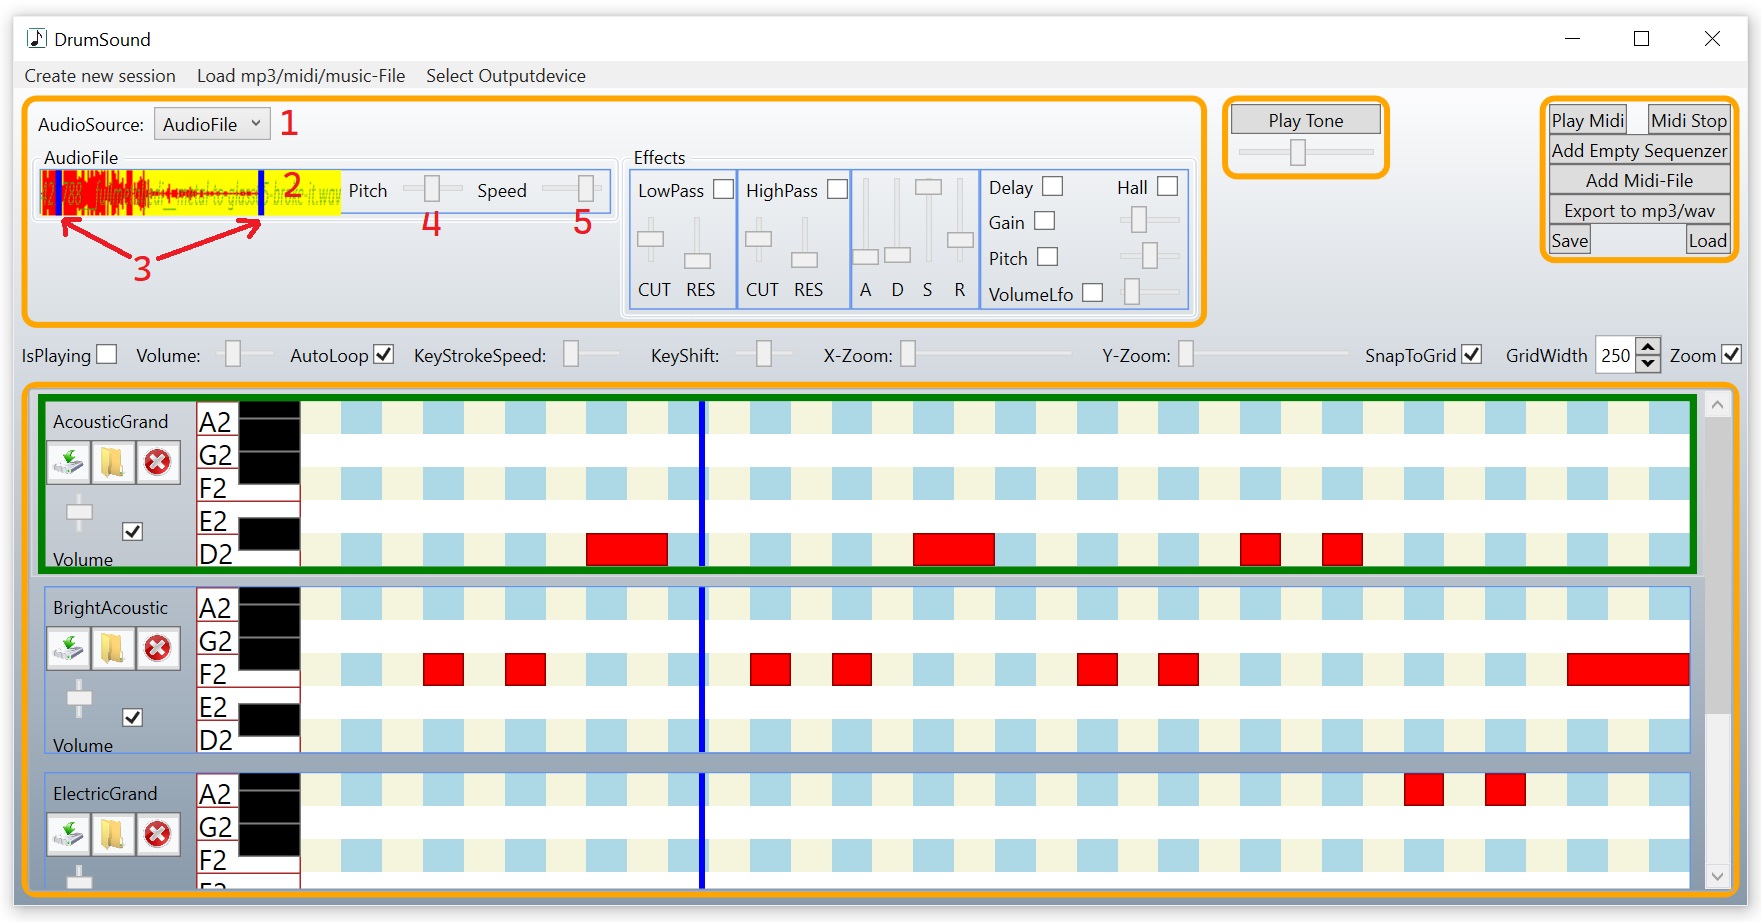 DrumSound
Create new session Load mp3/midi/music-File Select Outputdevice
AudioSource: AudioFile 1
Play Tone
Play Midi Midi Stop
Add Empty Sequenzer
Add Midi-File
Export to mp3/wav
Save Load
AudioFile
2
Pitch Speed
3 4 5
Effects
LowPass HighPass
CUT RES CUT RES A D S R
Delay Hall
Gain
Pitch
VolumeLfo
IsPlaying Volume: AutoLoop KeyStrokeSpeed: KeyShift: X-Zoom: Y-Zoom: SnapToGrid GridWidth 250 Zoom
AcousticGrand
Volume
A2
G2
F2
E2
D2
BrightAcoustic
Volume
A2
G2
F2
E2
D2
ElectricGrand
A2
G2
F2